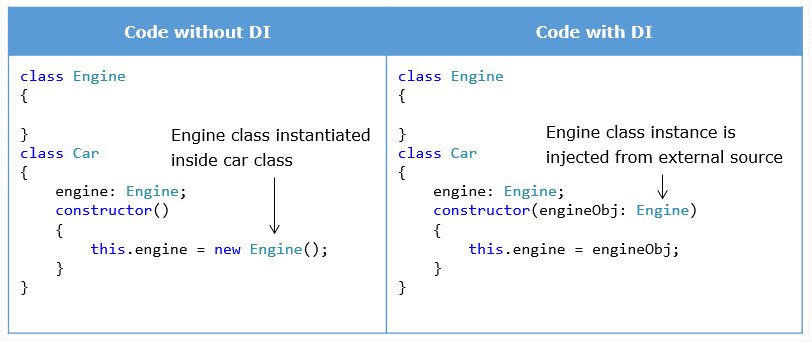 Code without DI
class Engine
{
}
class Car
{
engine: Engine;
constructor()
{
this.engine = new Engine();
}
}
Engine class instantiated
inside car class
Code with DI
class Engine
{
}
class Car
{
engine: Engine;
constructor(engineObj: Engine)
{
this.engine = engineObj;
}
}
Engine class instance is
injected from external source